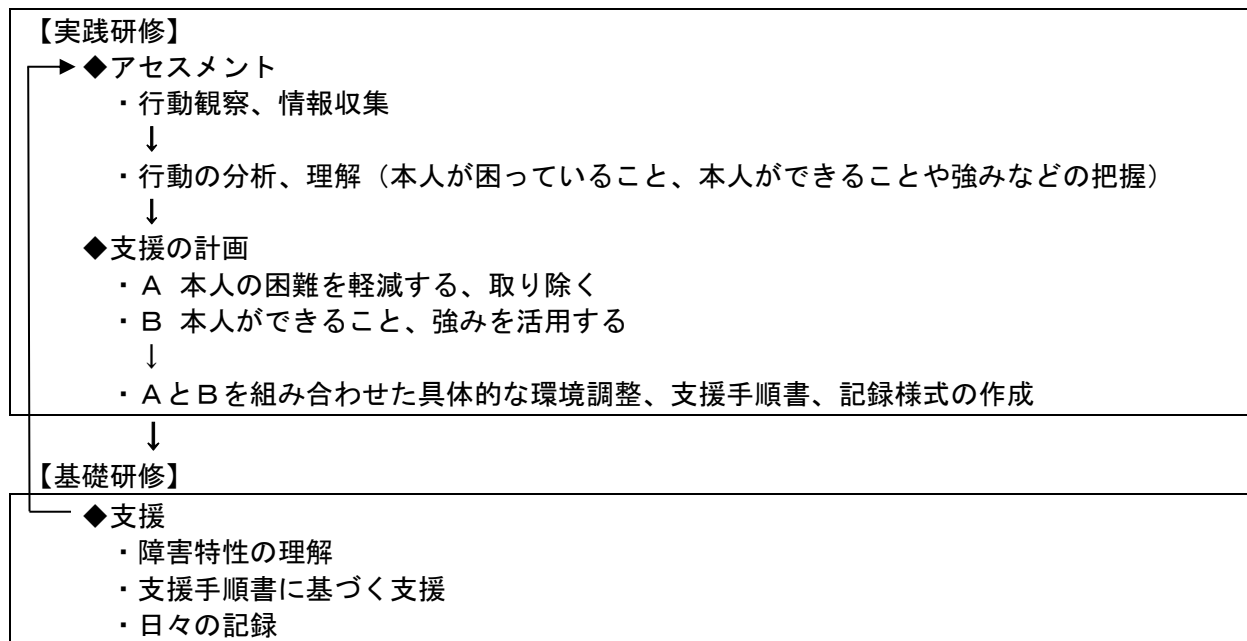 【実践研修】
◆アセスメント
・行動観察、情報収集
↓
・行動の分析、理解（本人が困っていること、本人ができることや強みなどの把握）
↓
◆支援の計画
・Ａ 本人の困難を軽減する、取り除く
・Ｂ 本人ができること、強みを活用する
↓
・ＡとＢを組み合わせた具体的な環境調整、支援手順書、記録様式の作成
↓
【基礎研修】
◆支援
・障害特性の理解
・支援手順書に基づく支援
・日々の記録